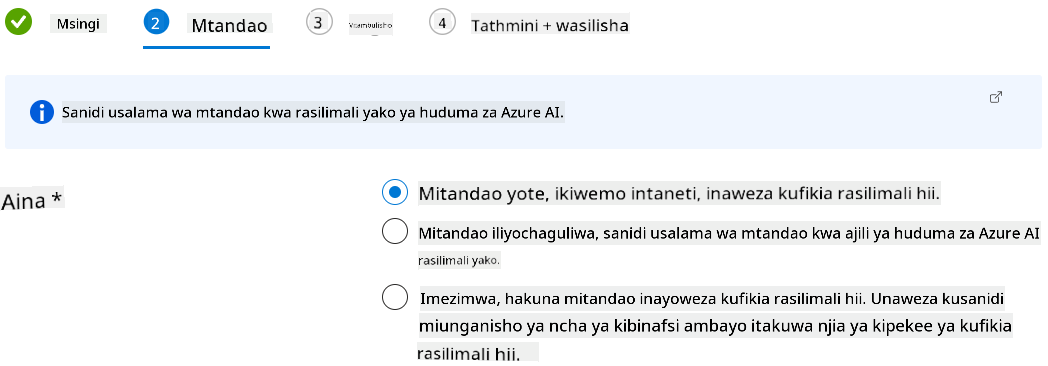 Msingi
2 Mtandao
3 Vitambulisho
4 Tathmini + wasilisha
Sanidi usalama wa mtandao kwa rasilimali yako ya huduma za Azure AI.
Aina *
Mitandao yote, ikiwemo intaneti, inaweza kufikia rasilimali hii.
Mitandao iliyochaguliwa, sanidi usalama wa mtandao kwa ajili ya huduma za Azure AI
rasilimali yako.
Imezimwa, hakuna mitandao inayoweza kufikia rasilimali hii. Unaweza kusanidi
miunganisho ya ncha ya kibinafsi ambayo itakuwa njia ya kipekee ya kufikia
rasilimali hii.